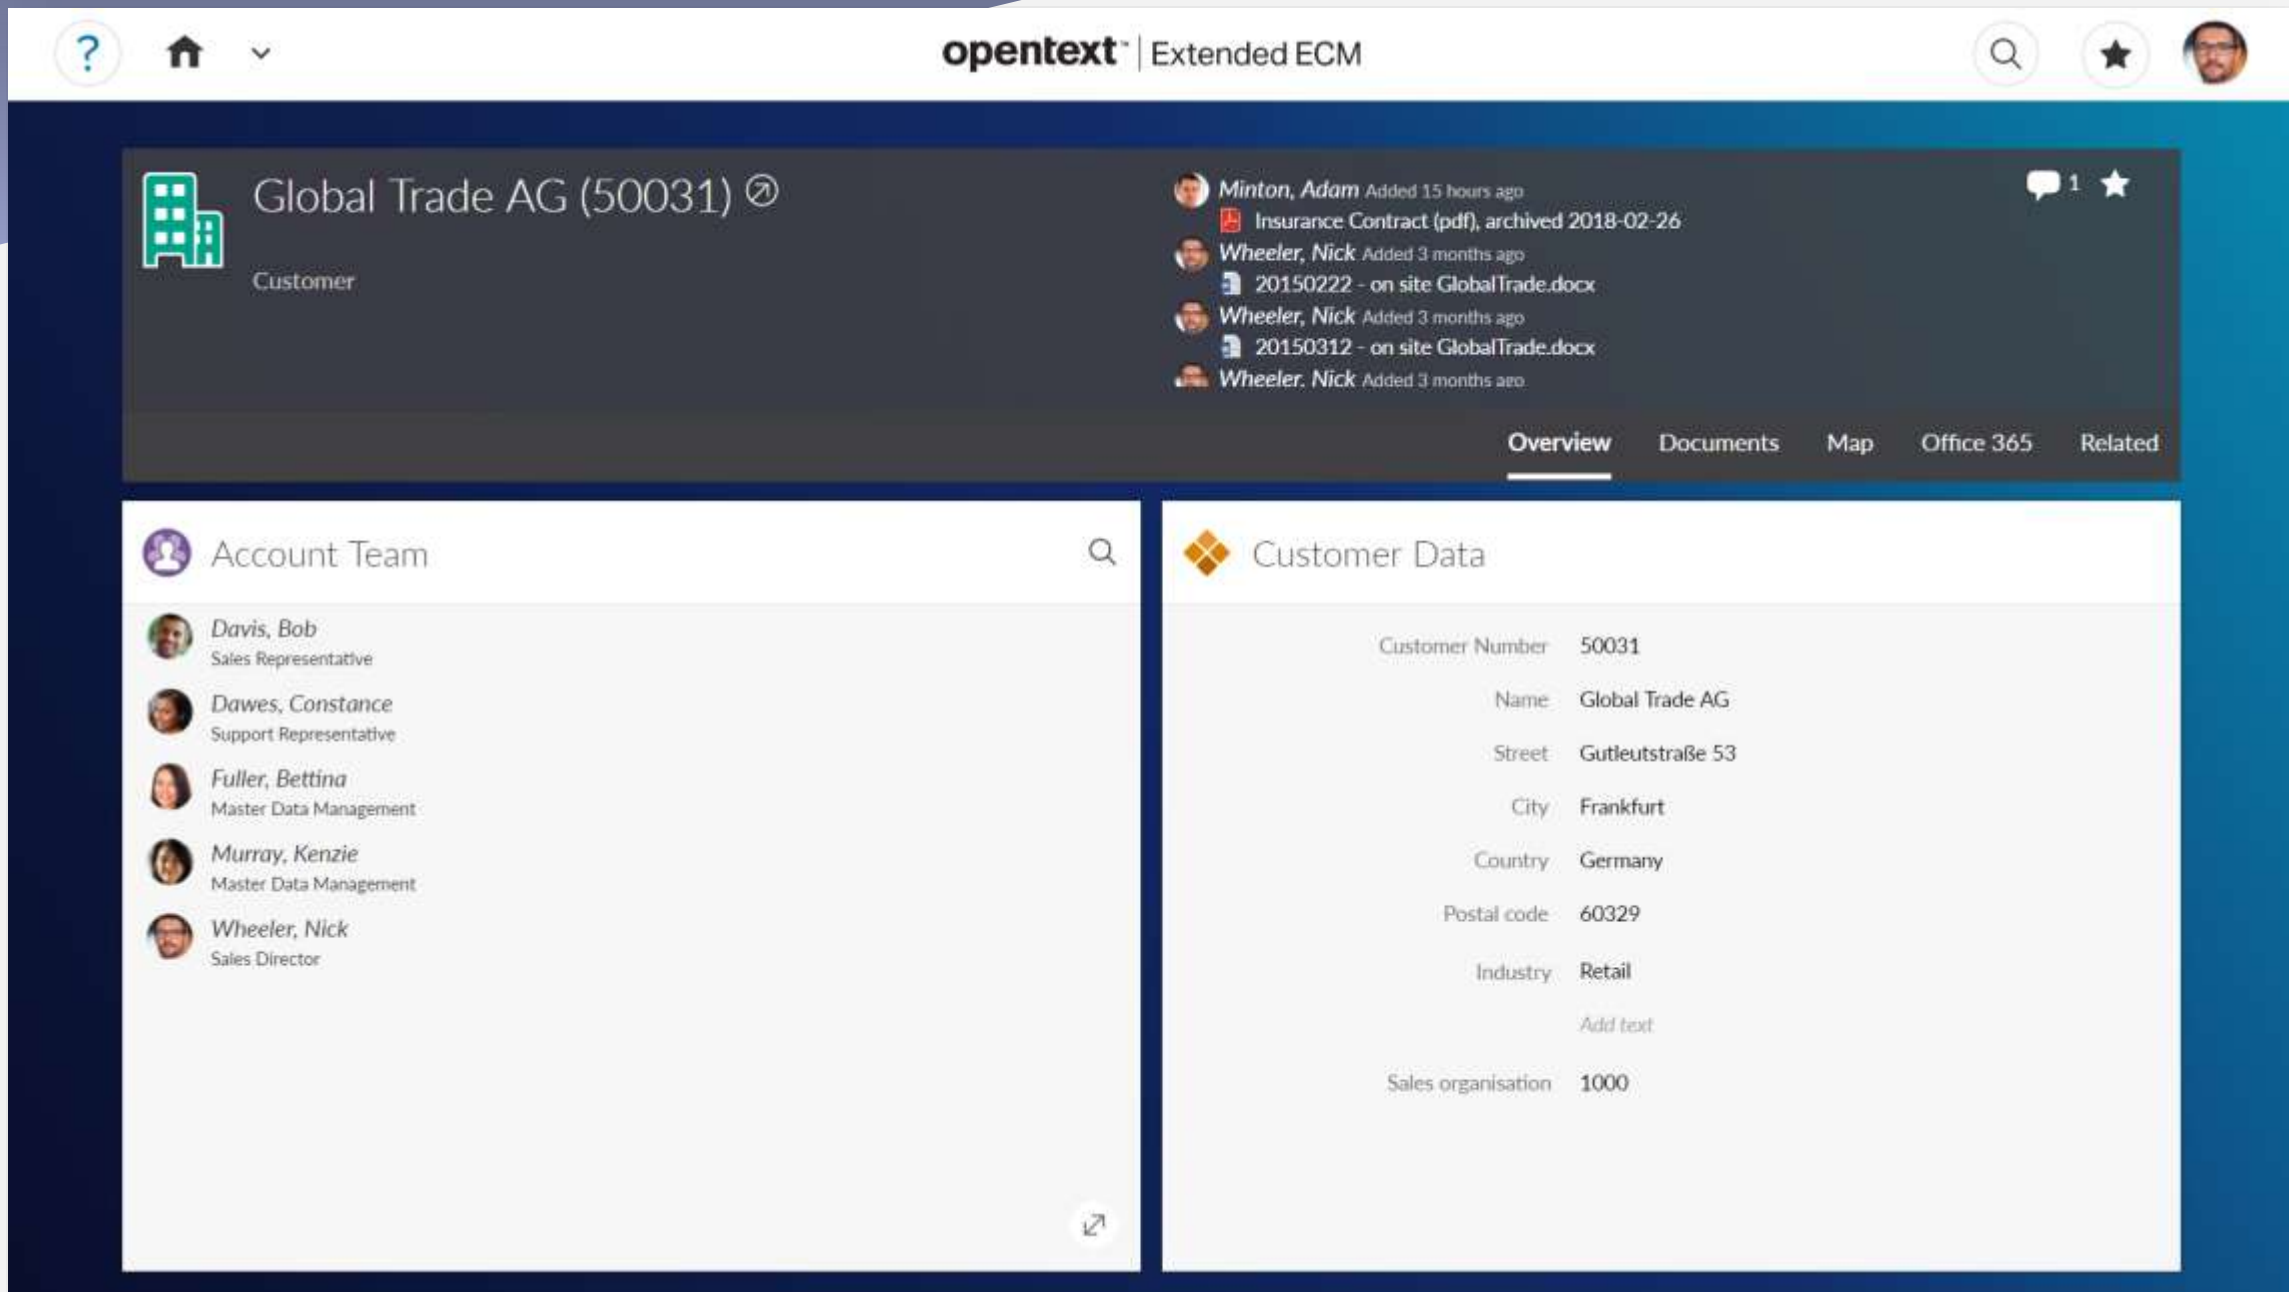 ?
opentext™ | Extended ECM
Global Trade AG (50031)
Customer
Minton, Adam Added 15 hours ago
Insurance Contract (pdf), archived 2018-02-26
Wheeler, Nick Added 3 months ago
20150222 - on site GlobalTrade.docx
Wheeler, Nick Added 3 months ago
20150312 - on site GlobalTrade.docx
Wheeler, Nick Added 3 months ago
1
Overview Documents Map Office 365 Related
Account Team
Davis, Bob
Sales Representative
Dawes, Constance
Support Representative
Fuller, Bettina
Master Data Management
Murray, Kenzie
Master Data Management
Wheeler, Nick
Sales Director
Customer Data
Customer Number 50031
Name Global Trade AG
Street Gutleutstraße 53
City Frankfurt
Country Germany
Postal code 60329
Industry Retail
Add text
Sales organisation 1000